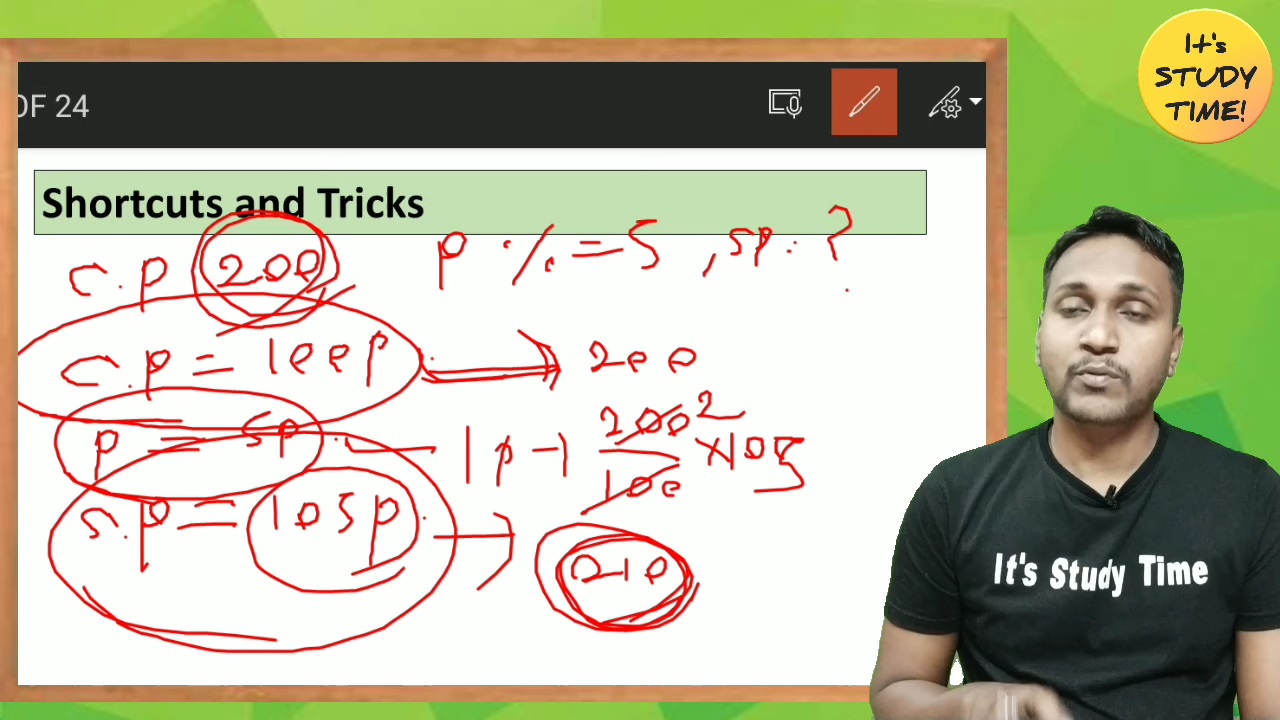 It's
STUDY
TIME!
OF 24
Shortcuts and Tricks
C.P 200 P % = 5 , SP. ?
C.P = 100P → 200
P = 5P 1P → 200/100 2 ×105
S.P = 105P → 210
It's Study Time